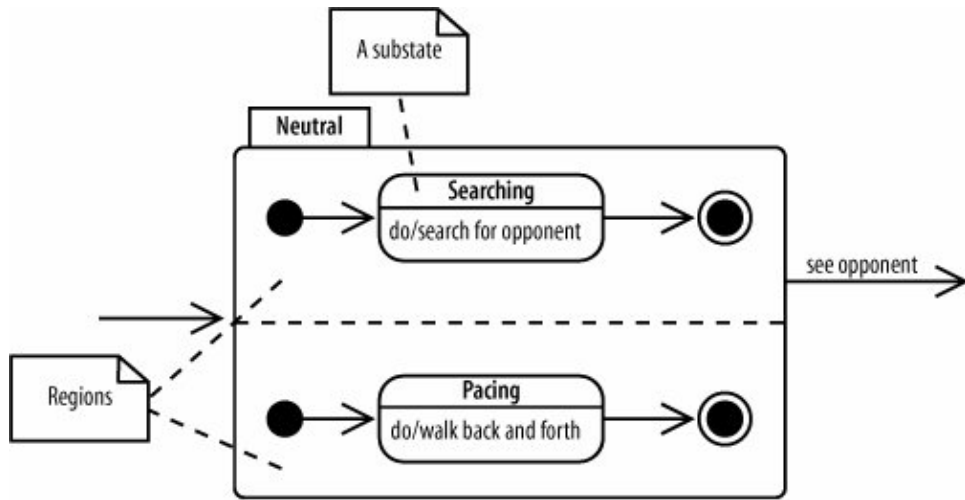 A substate
Neutral
Searching
do/search for opponent
see opponent
Regions
Pacing
do/walk back and forth